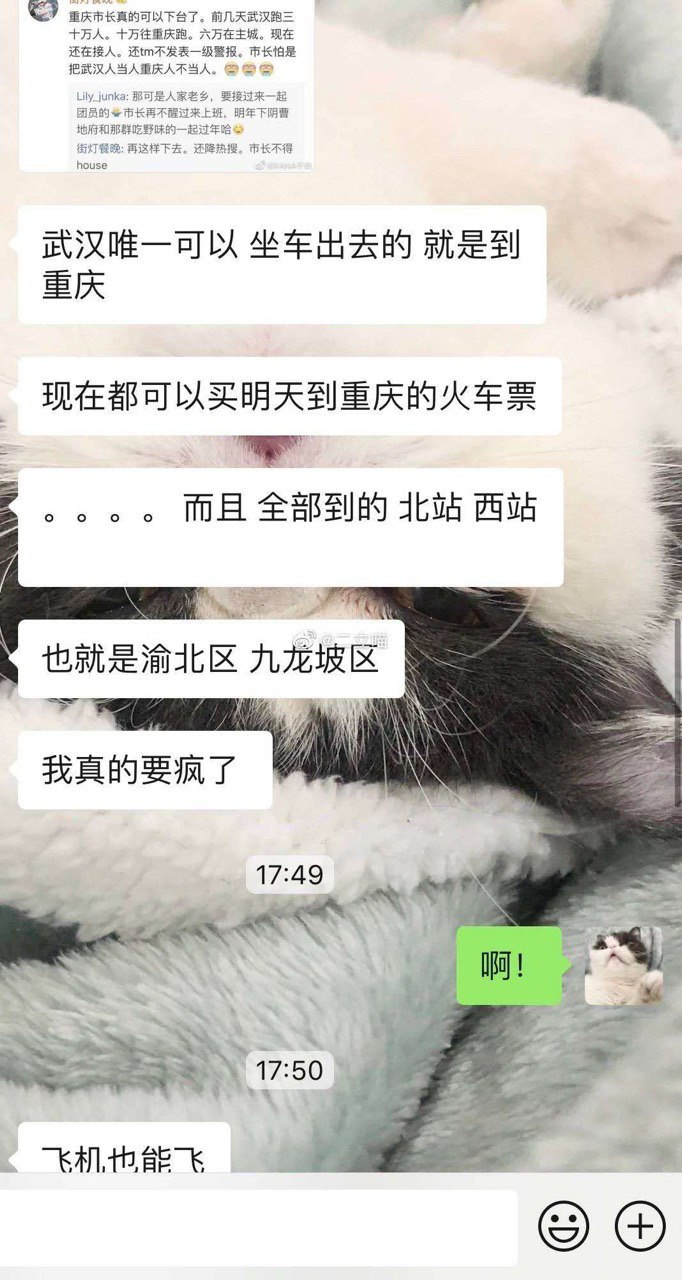 重庆市长真的可以下台了。前几天武汉跑三
十万人。十万往重庆跑。六万在主城。现在
还在接人。还tm不发表一级警报。市长怕是
把武汉人当人重庆人不当人。
Lily_junka: 那可是人家老乡，要接过来一起
团员的 市长再不醒过来上班，明年下阴曹
地府和那群吃野味的一起过年哈
街灯餐晚: 再这样下去。还降热搜。市长不得
house
武汉唯一可以 坐车出去的 就是到
重庆
现在都可以买明天到重庆的火车票
。。。。 而且 全部到的 北站 西站
也就是渝北区 九龙坡区
我真的要疯了
17:49
啊！
17:50
飞机也能飞